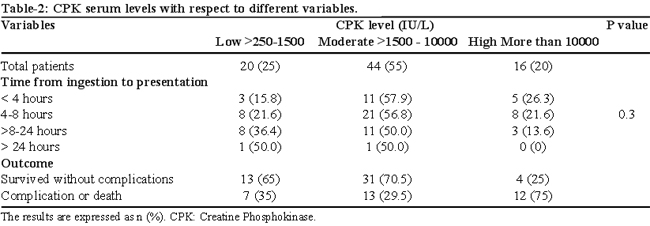 Table-2: CPK serum levels with respect to different variables.
Variables CPK level (IU/L) P value
Low >250-1500 Moderate >1500 - 10000 High More than 10000
Total patients 20 (25) 44 (55) 16 (20)
Time from ingestion to presentation
< 4 hours 3 (15.8) 11 (57.9) 5 (26.3)
4-8 hours 8 (21.6) 21 (56.8) 8 (21.6) 0.3
>8-24 hours 8 (36.4) 11 (50.0) 3 (13.6)
> 24 hours 1 (50.0) 1 (50.0) 0 (0)
Outcome
Survived without complications 13 (65) 31 (70.5) 4 (25)
Complication or death 7 (35) 13 (29.5) 12 (75)
The results are expressed as n (%). CPK: Creatine Phosphokinase.